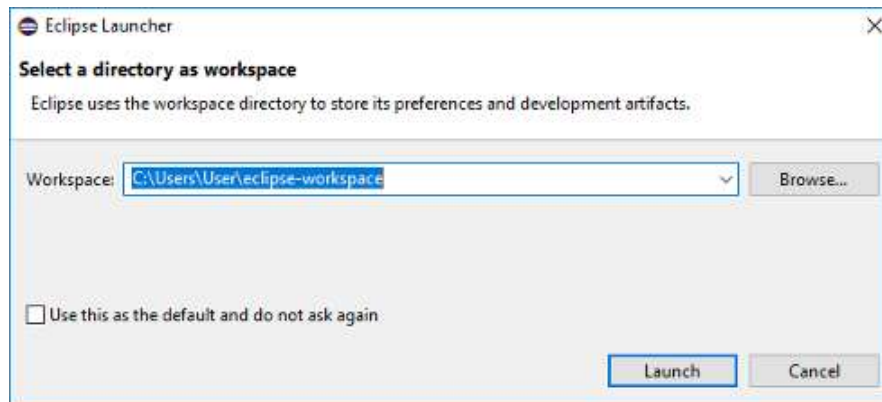 Eclipse Launcher
Select a directory as workspace
Eclipse uses the workspace directory to store its preferences and development artifacts.
Workspace: C:\Users\User\eclipse-workspace Browse...
Use this as the default and do not ask again
Launch Cancel